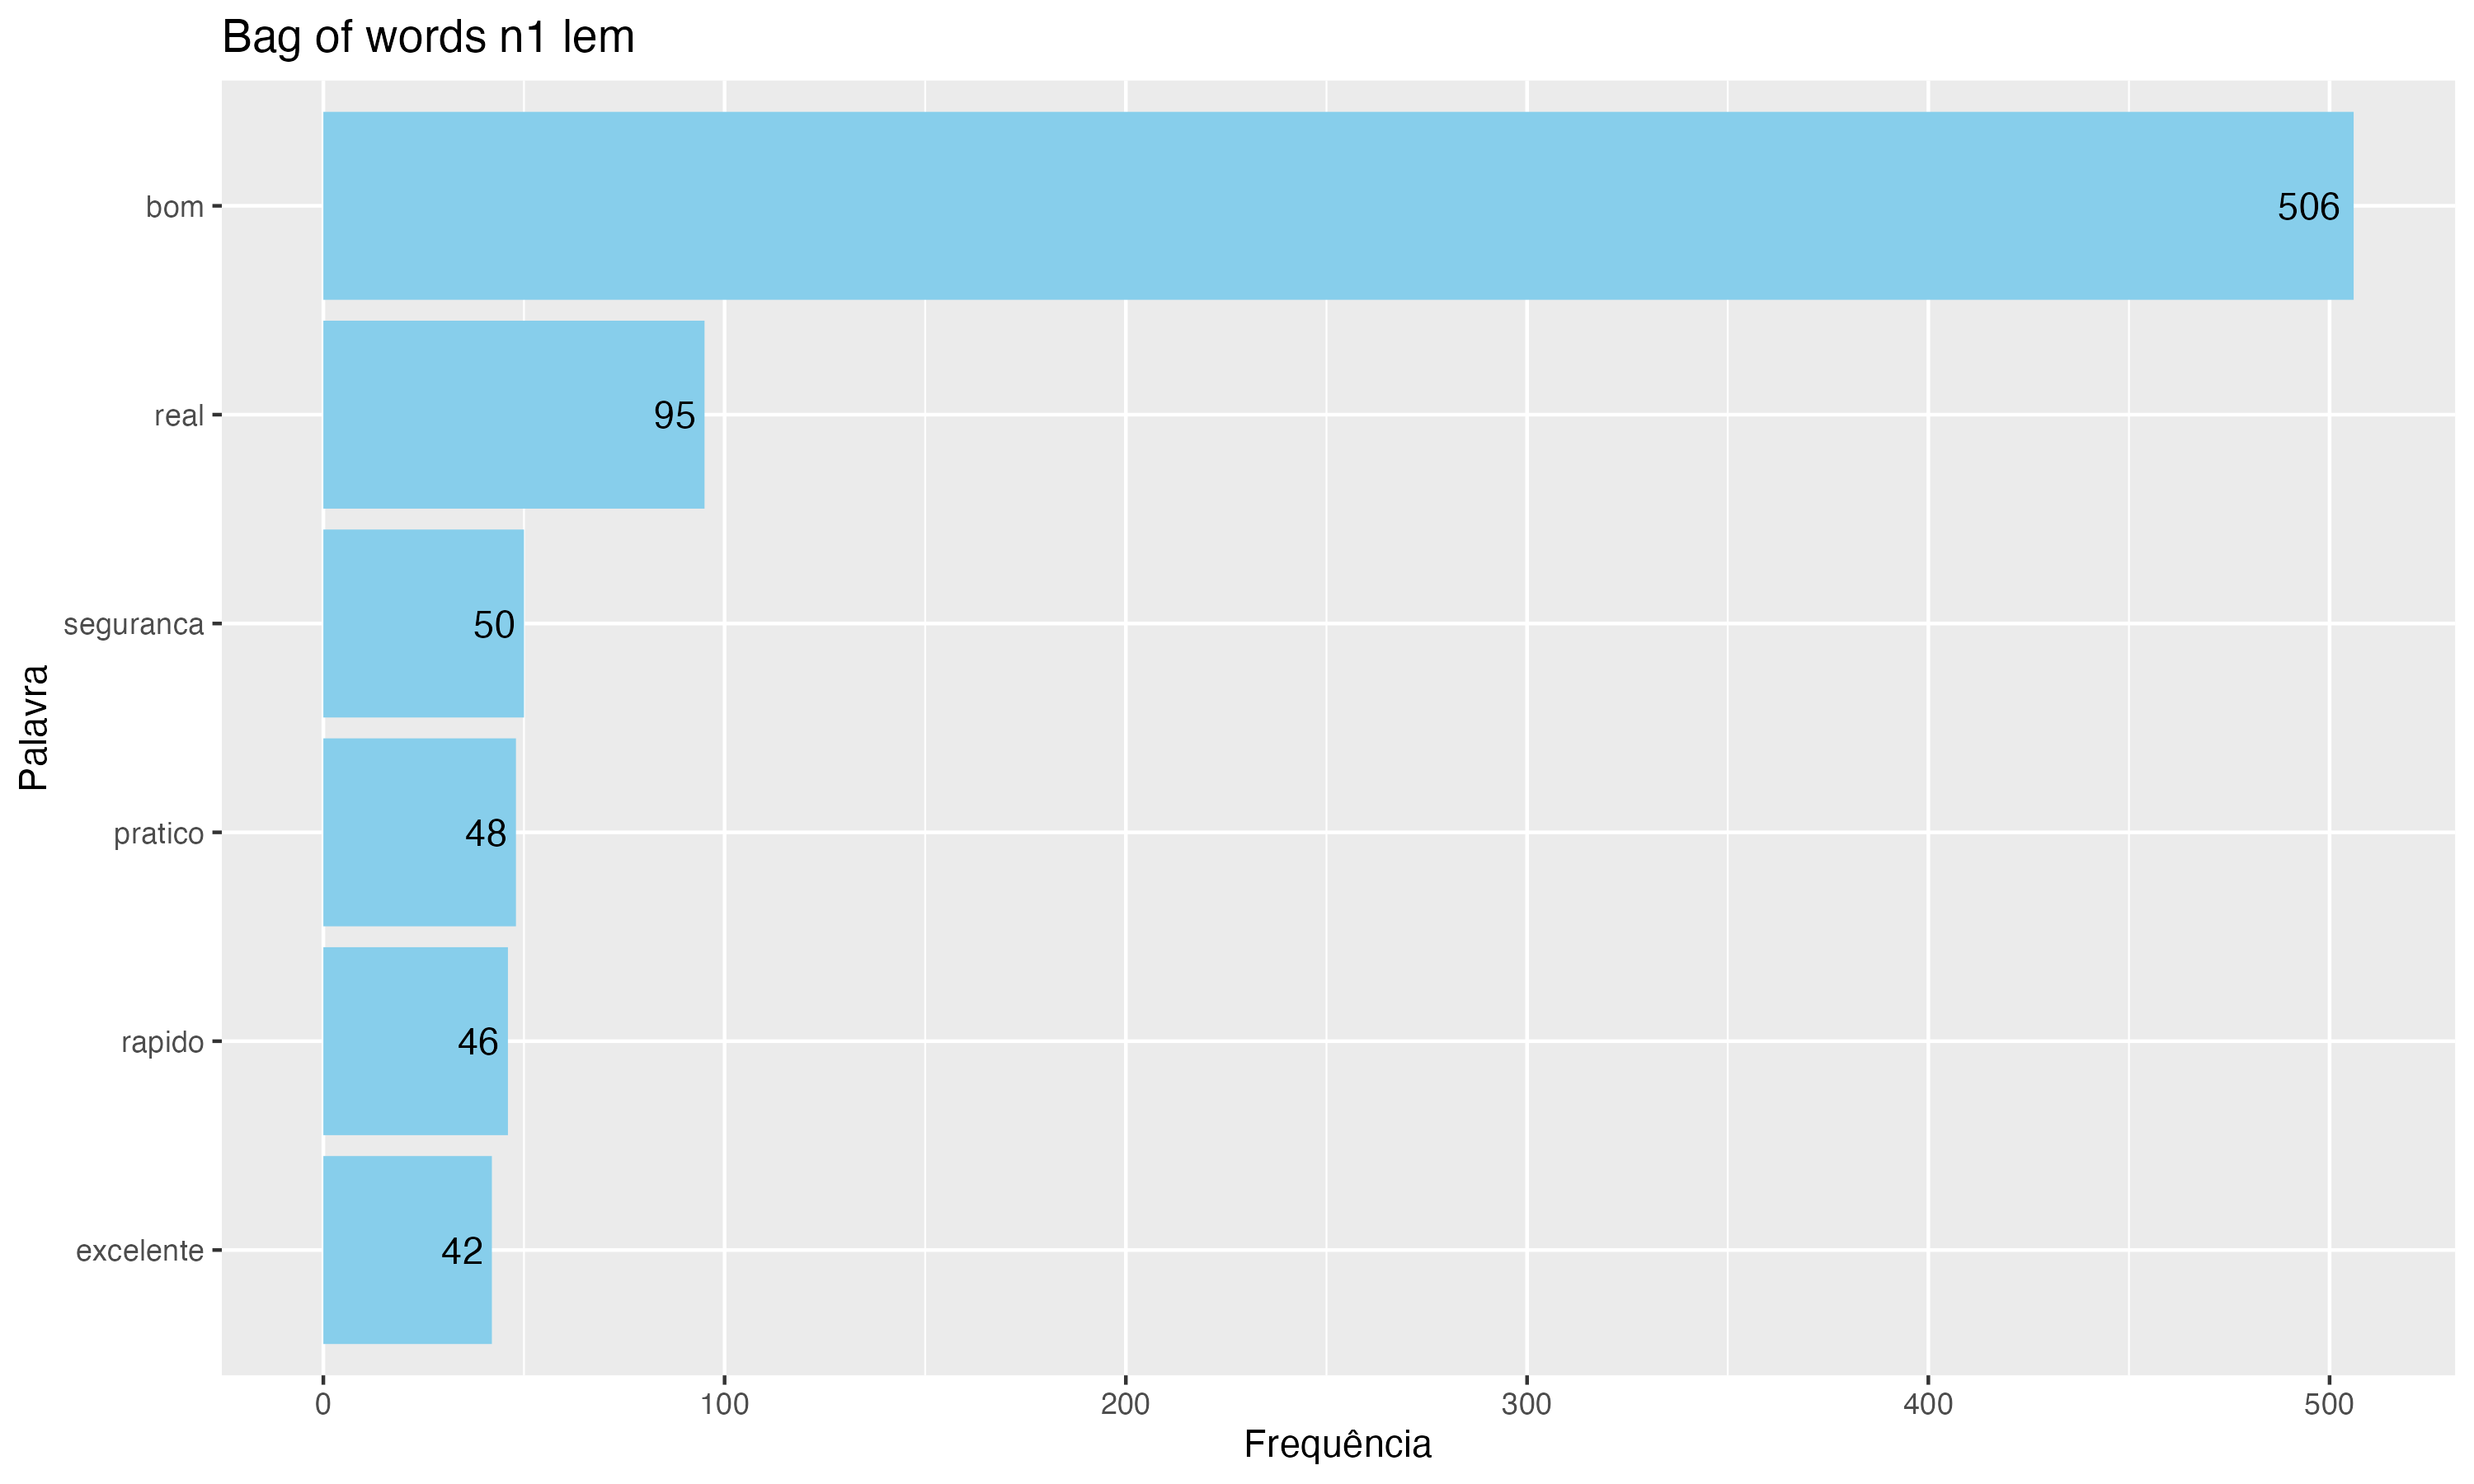 Bag of words n1 lem
Palavra
bom
506
real
95
seguranca
50
pratico
48
rapido
46
excelente
42
0 100 200 300 400 500
Frequência